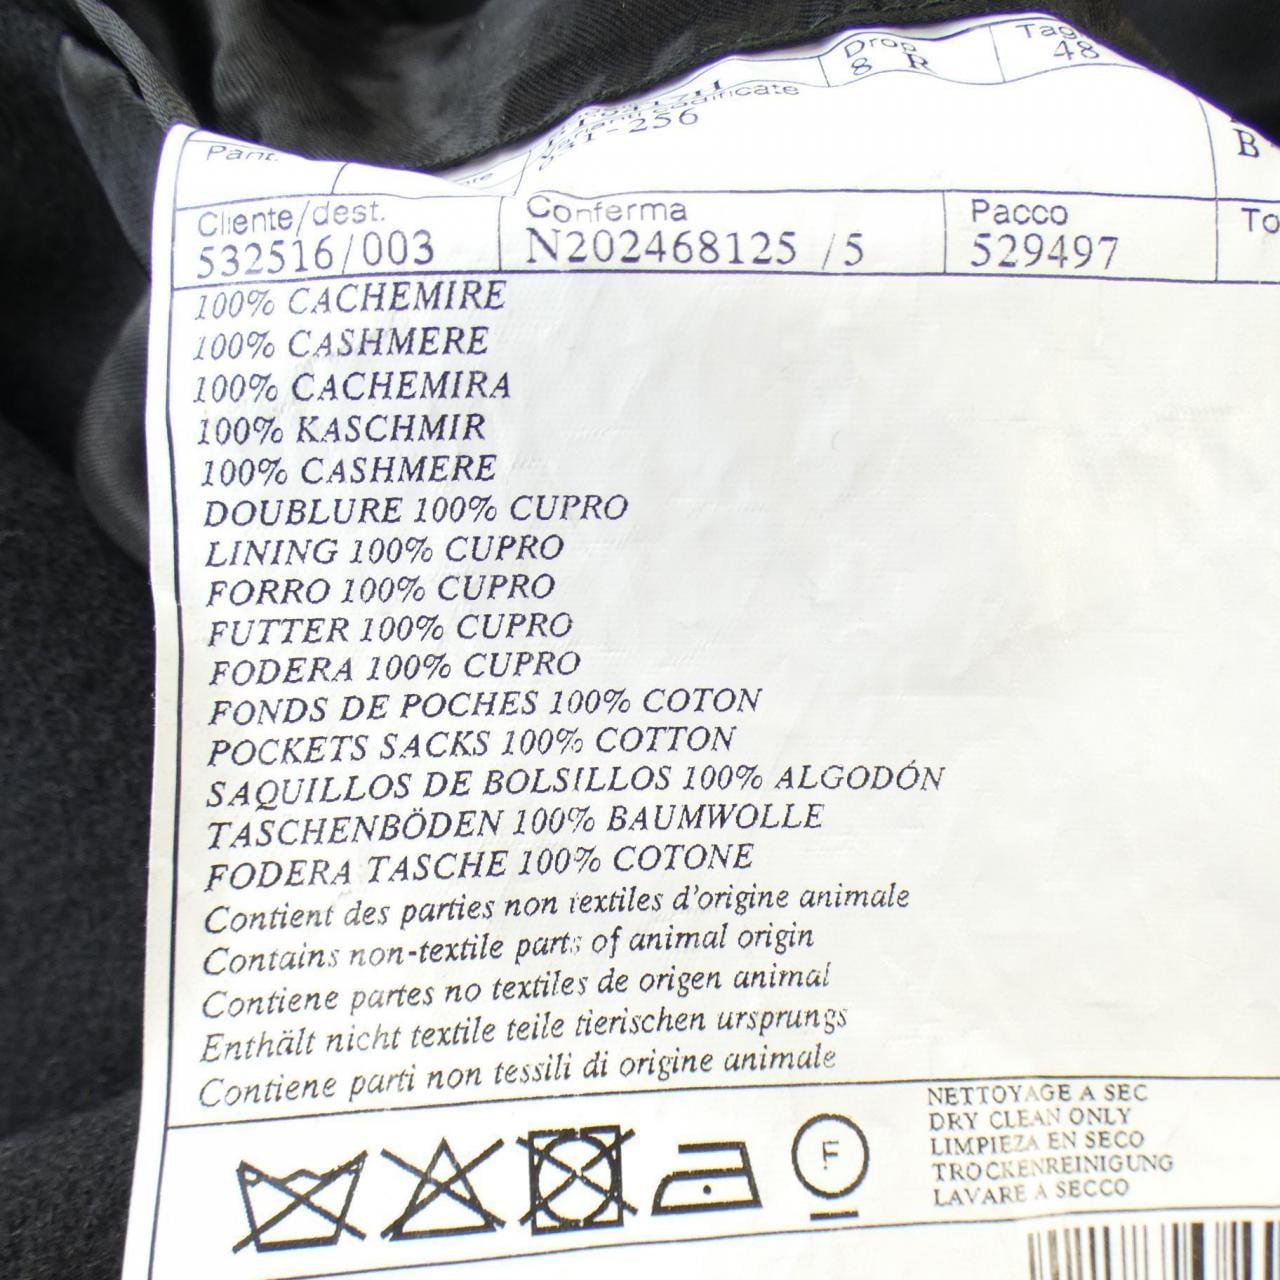 Drop
8 R
48
051-256
B
Pant.
Cliente/dest.
532516/003
Conferma
N202468125 /5
Pacco
529497
To
100% CACHEMIRE
100% CASHMERE
100% CACHEMIRA
100% KASCHMIR
100% CASHMERE
DOUBLURE 100% CUPRO
LINING 100% CUPRO
FORRO 100% CUPRO
FUTTER 100% CUPRO
FODERA 100% CUPRO
FONDS DE POCHES 100% COTON
POCKETS SACKS 100% COTTON
SAQUILLOS DE BOLSILLOS 100% ALGODÓN
TASCHENBÖDEN 100% BAUMWOLLE
FODERA TASCHE 100% COTONE
Contient des parties non textiles d'origine animale
Contains non-textile parts of animal origin
Contiene partes no textiles de origen animal
Enthält nicht textile teile tierischen ursprungs
Contiene parti non tessili di origine animale
F
NETTOYAGE A SEC
DRY CLEAN ONLY
LIMPIEZA EN SECO
TROCKENREINIGUNG
LAVARE A SECCO